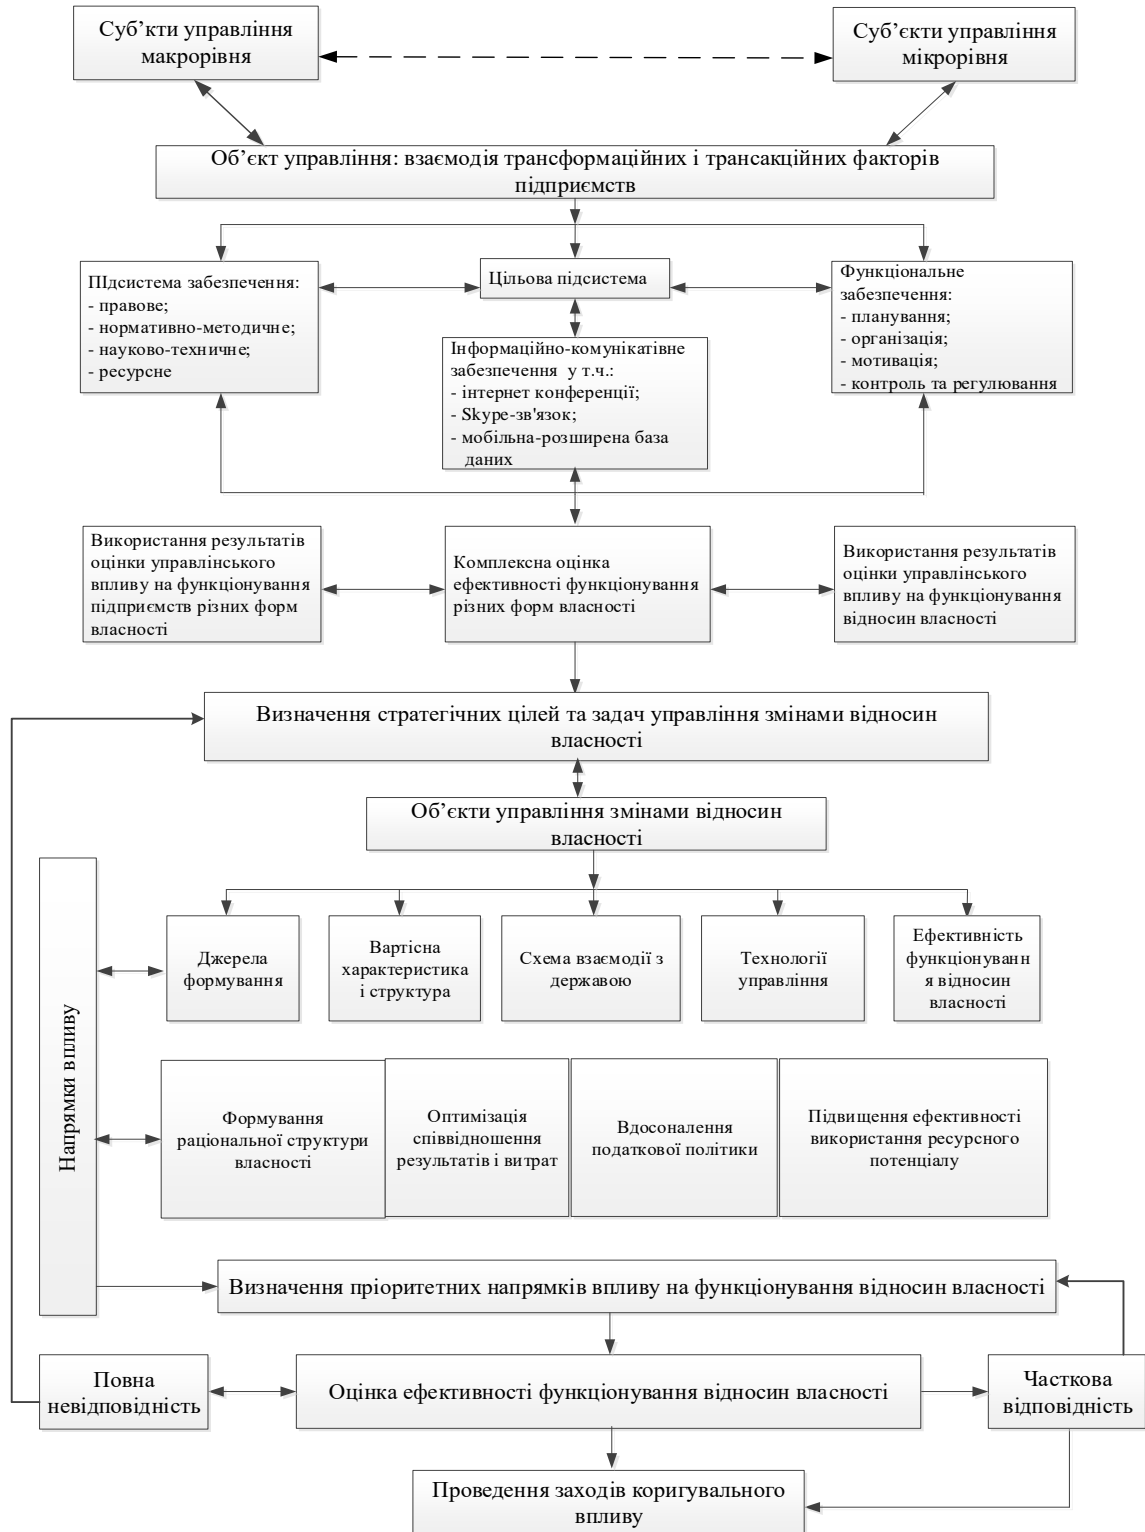 Суб’кти управління
макрорівня
Суб’єкти управління
мікрорівня
Об’єкт управління: взаємодія трансформаційних і трансакційних факторів
підприємств
ПІдсистема забезпечення:
- правове;
- нормативно-методичне;
- науково-техничне;
- ресурсне
Цільова підсистема
Функціональне
забезпечення:
- планування;
- організація;
- мотивація;
- контроль та регулювання
Інформаційно-комунікатівне
забезпечення у т.ч.:
- інтернет конференції;
- Skype-зв'язок;
- мобільна-розширена база
даних
Використання результатів
оцінки управлінського
впливу на функціонування
підприємств різних форм
власності
Комплексна оцінка
ефективності функціонування
різних форм власності
Використання результатів
оцінки управлінського
впливу на функціонування
відносин власності
Визначення стратегічних цілей та задач управління змінами відносин
власності
Об’єкти управління змінами відносин
власності
Напрямки впливу
Джерела
формування
Вартісна
характеристика
і структура
Схема взаємодії з
державою
Технології
управління
Ефективність
функціонуванн
я відносин
власності
Формування
раціональної структури
власності
Оптимізація
співвідношення
результатів і витрат
Вдосоналення
податкової політики
Підвищення ефективності
використання ресурсного
потенціалу
Визначення пріоритетних напрямків впливу на функціонування відносин власності
Повна
невідповідність
Оцінка ефективності функціонування відносин власності
Часткова
відповідність
Проведення заходів коригувального
впливу